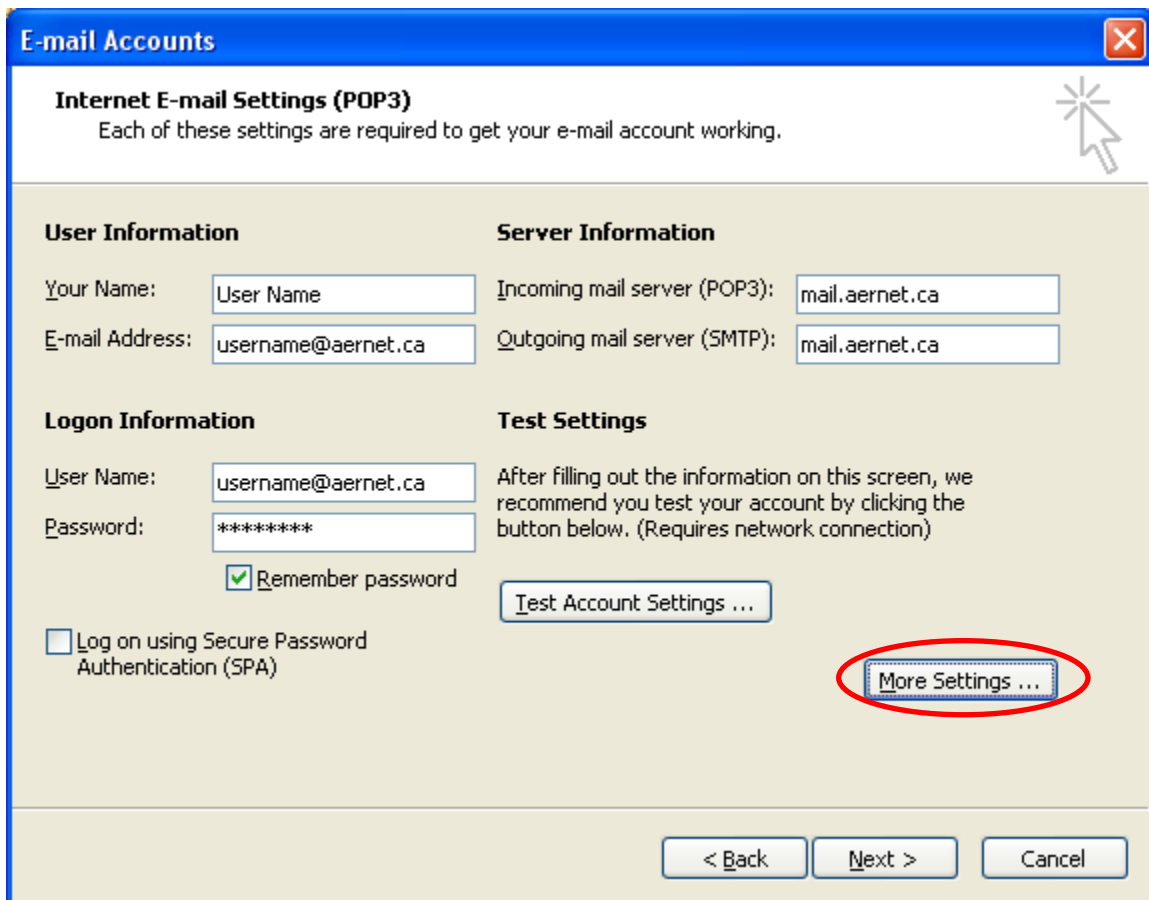 E-mail Accounts
Internet E-mail Settings (POP3)
Each of these settings are required to get your e-mail account working.
User Information
Your Name:
User Name
E-mail Address:
username@aernet.ca
Server Information
Incoming mail server (POP3):
mail.aernet.ca
Outgoing mail server (SMTP):
mail.aernet.ca
Logon Information
User Name:
username@aernet.ca
Password:
********
Remember password
Log on using Secure Password
Authentication (SPA)
Test Settings
After filling out the information on this screen, we
recommend you test your account by clicking the
button below. (Requires network connection)
Test Account Settings ...
More Settings ...
< Back
Next >
Cancel